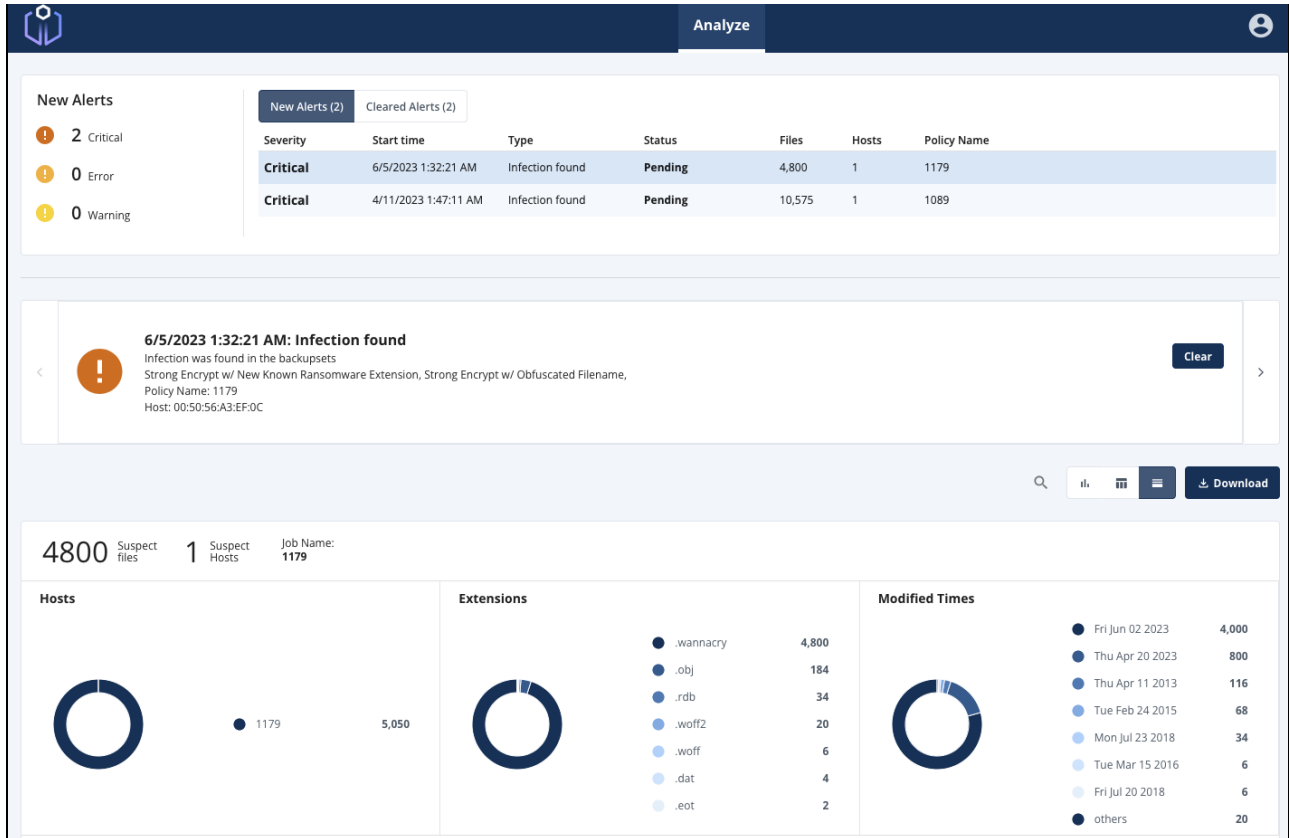 Analyze
New Alerts
2 Critical
0 Error
0 Warning
New Alerts (2) Cleared Alerts (2)
Severity Start time Type Status Files Hosts Policy Name
Critical 6/5/2023 1:32:21 AM Infection found Pending 4,800 1 1179
Critical 4/11/2023 1:47:11 AM Infection found Pending 10,575 1 1089
6/5/2023 1:32:21 AM: Infection found
Infection was found in the backupsets
Strong Encrypt w/ New Known Ransomware Extension, Strong Encrypt w/ Obfuscated Filename,
Policy Name: 1179
Host: 00:50:56:A3:EF:0C
Clear
Download
4800 Suspect files
1 Suspect Hosts
Job Name:
1179
Hosts
1179 5,050
Extensions
.wannacry 4,800
.obj 184
.rdb 34
.woff2 20
.woff 6
.dat 4
.eot 2
Modified Times
Fri Jun 02 2023 4,000
Thu Apr 20 2023 800
Thu Apr 11 2013 116
Tue Feb 24 2015 68
Mon Jul 23 2018 34
Tue Mar 15 2016 6
Fri Jul 20 2018 6
others 20